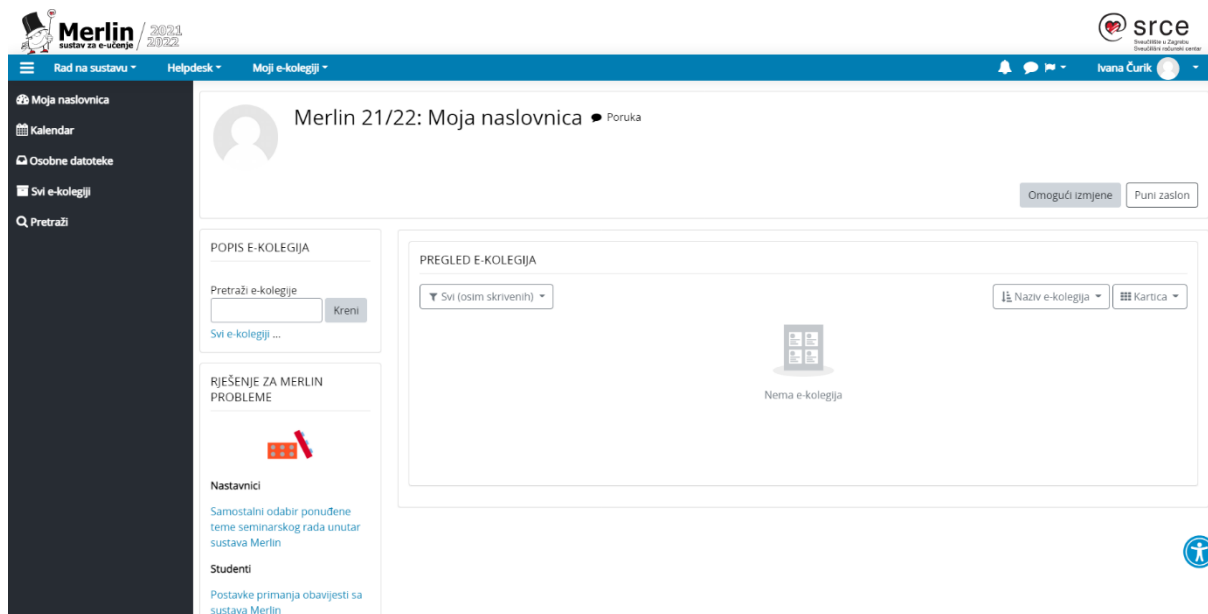 Merlin / 2021 2022
sustav za e-učenje
srce
Sveučilište u Zagrebu
Sveučilišni računski centar
Rad na sustavu
Helpdesk
Moji e-kolegiji
Ivana Čurik
Moja naslovnica
Kalendar
Osobne datoteke
Svi e-kolegiji
Pretraži
Merlin 21/22: Moja naslovnica
Poruka
Omogući izmjene
Puni zaslon
POPIS E-KOLEGIJA
Pretraži e-kolegije
Kreni
Svi e-kolegiji ...
RJEŠENJE ZA MERLIN
PROBLEME
Nastavnici
Samostalni odabir ponuđene
teme seminarskog rada unutar
sustava Merlin
Studenti
Postavke primanja obavijesti sa
sustava Merlin
PREGLED E-KOLEGIJA
Svi (osim skrivenih)
Naziv e-kolegija
Kartica
Nema e-kolegija